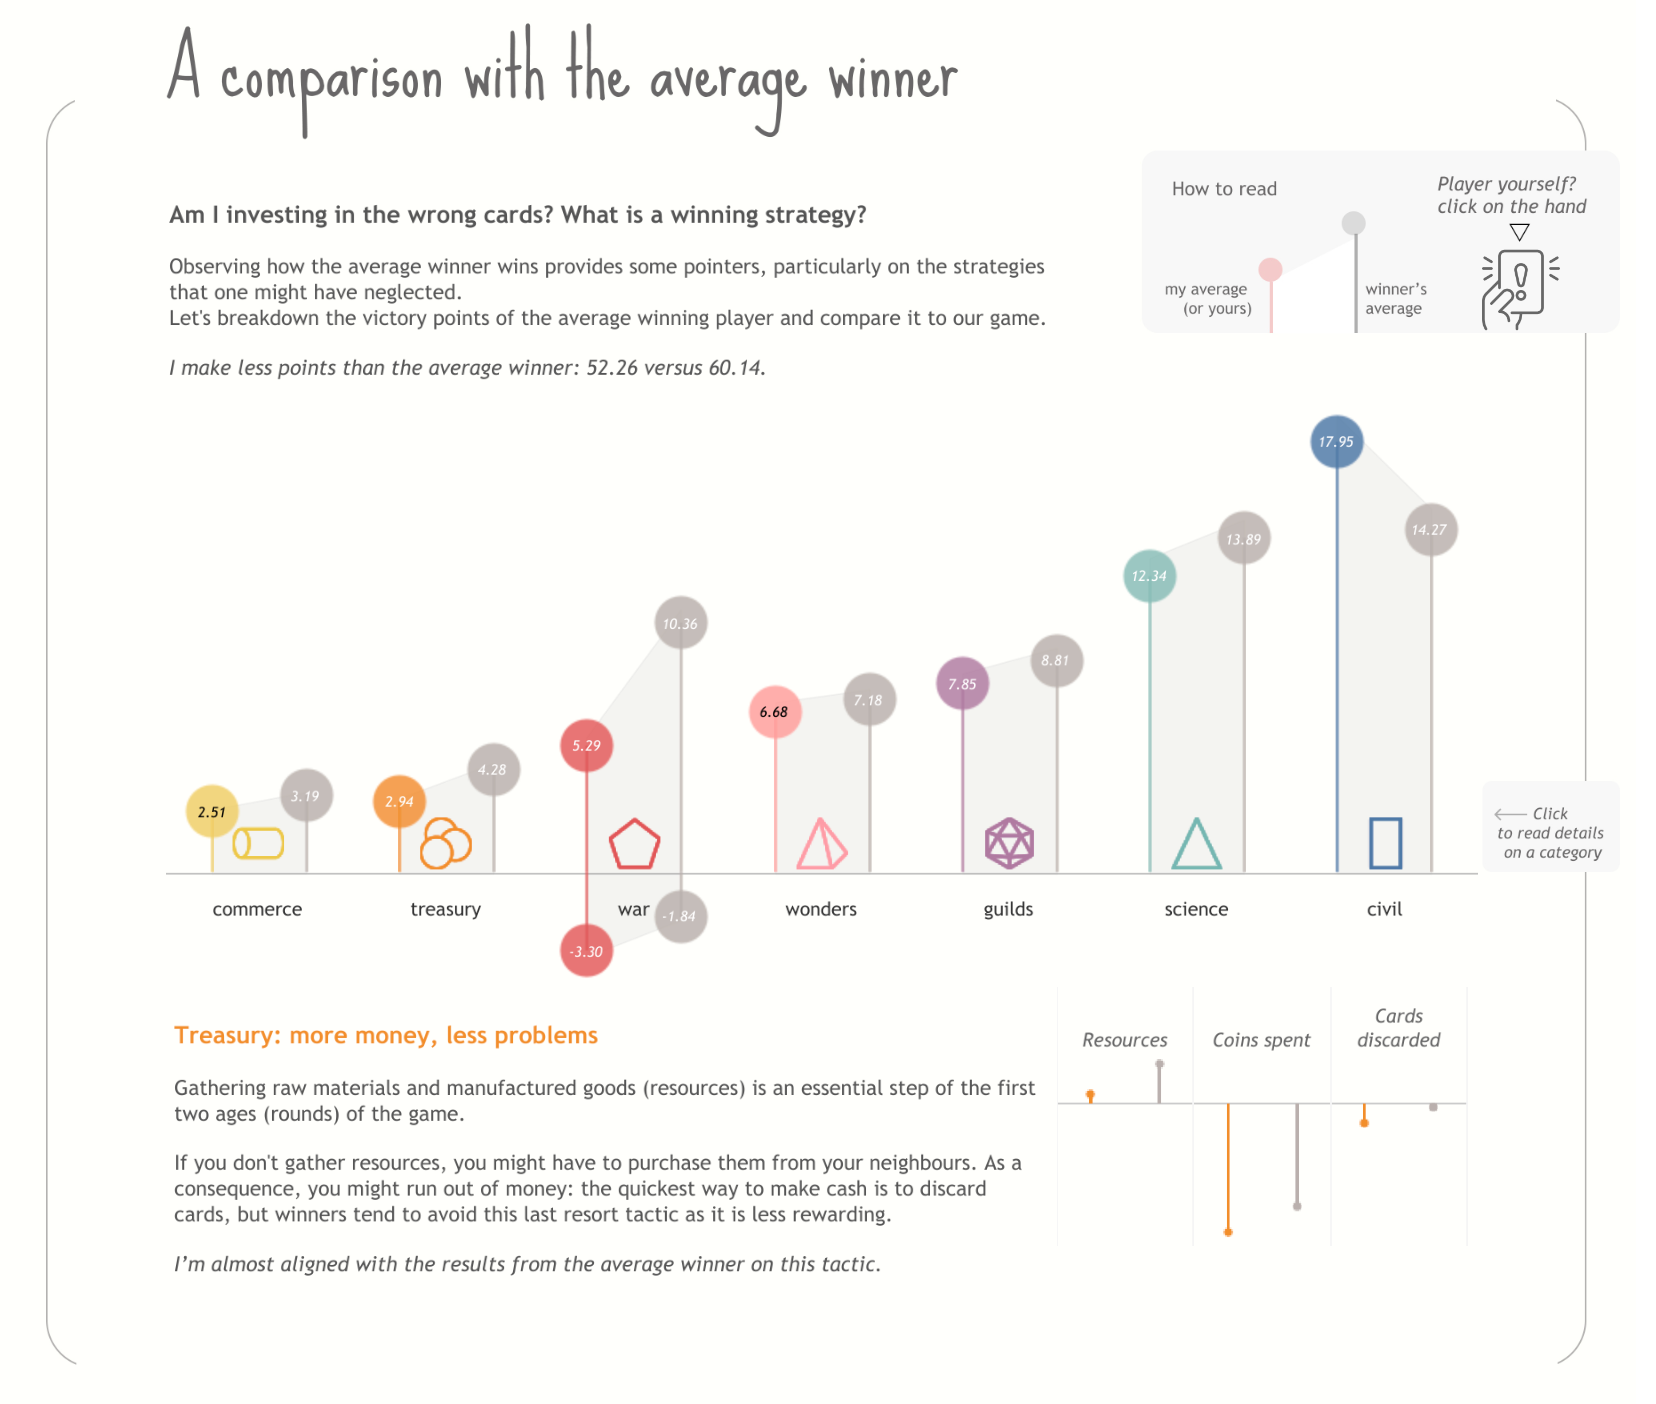 A comparison with the average winner
Am I investing in the wrong cards? What is a winning strategy?
Observing how the average winner wins provides some pointers, particularly on the strategies
that one might have neglected.
Let's breakdown the victory points of the average winning player and compare it to our game.
I make less points than the average winner: 52.26 versus 60.14.
How to read
Player yourself?
click on the hand
my average
(or yours)
winner's
average
17.95
14.27
13.89
12.34
10.36
8.81
7.85
7.18
6.68
5.29
4.28
2.94
3.19
2.51
Click
to read details
on a category
commerce
treasury
war
wonders
guilds
science
civil
-1.84
-3.30
Treasury: more money, less problems
Gathering raw materials and manufactured goods (resources) is an essential step of the first
two ages (rounds) of the game.
If you don't gather resources, you might have to purchase them from your neighbours. As a
consequence, you might run out of money: the quickest way to make cash is to discard
cards, but winners tend to avoid this last resort tactic as it is less rewarding.
I’m almost aligned with the results from the average winner on this tactic.
Resources
Coins spent
Cards
discarded